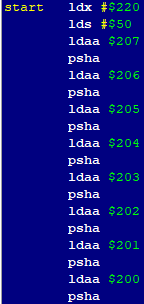 start ldx #$220
lds #$50
ldaa $207
psha
ldaa $206
psha
ldaa $205
psha
ldaa $204
psha
ldaa $203
psha
ldaa $202
psha
ldaa $201
psha
ldaa $200
psha